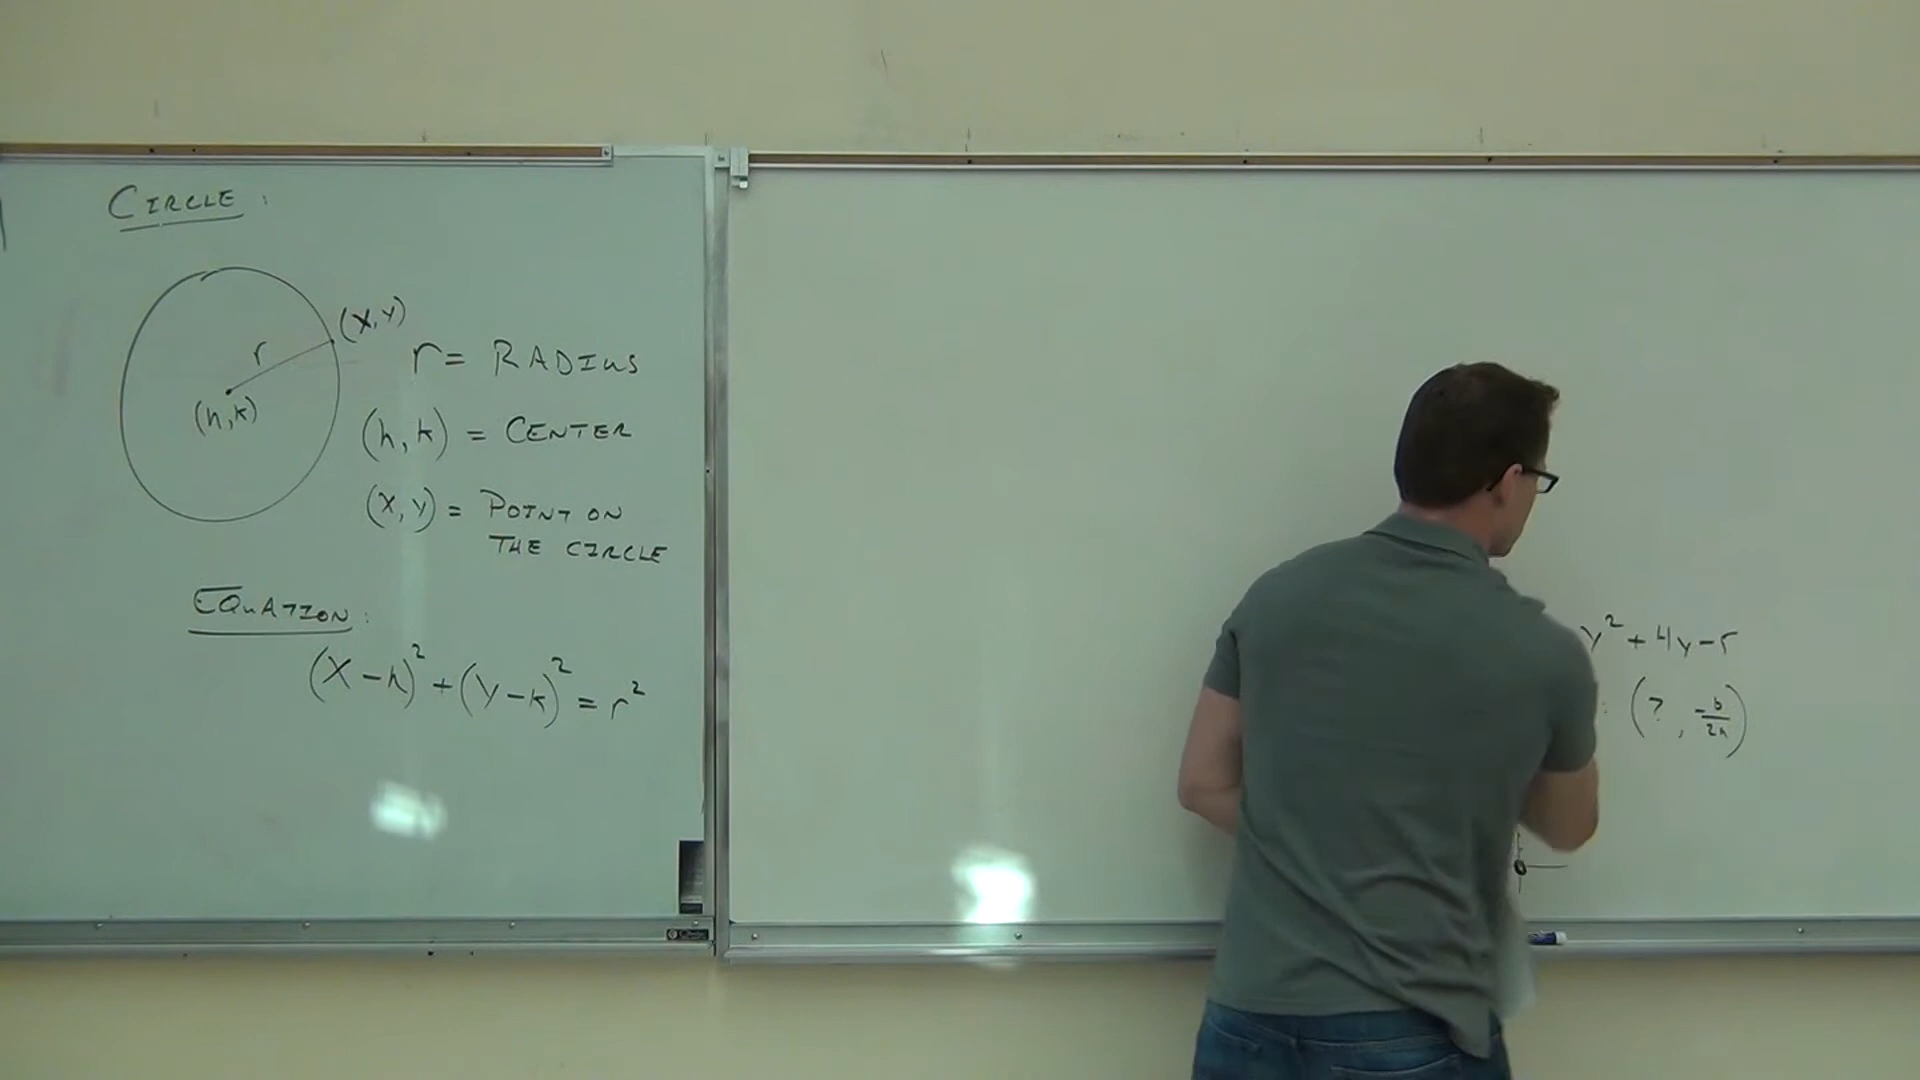 CIRCLE:
(x,y)
r
(h,k)
r = RADIUS
(h,k) = CENTER
(x,y) = POINT ON
THE CIRCLE
EQUATION:
(x-h)² + (y-k)² = r²
y² + 4y - 5
: (?, -b/2a)